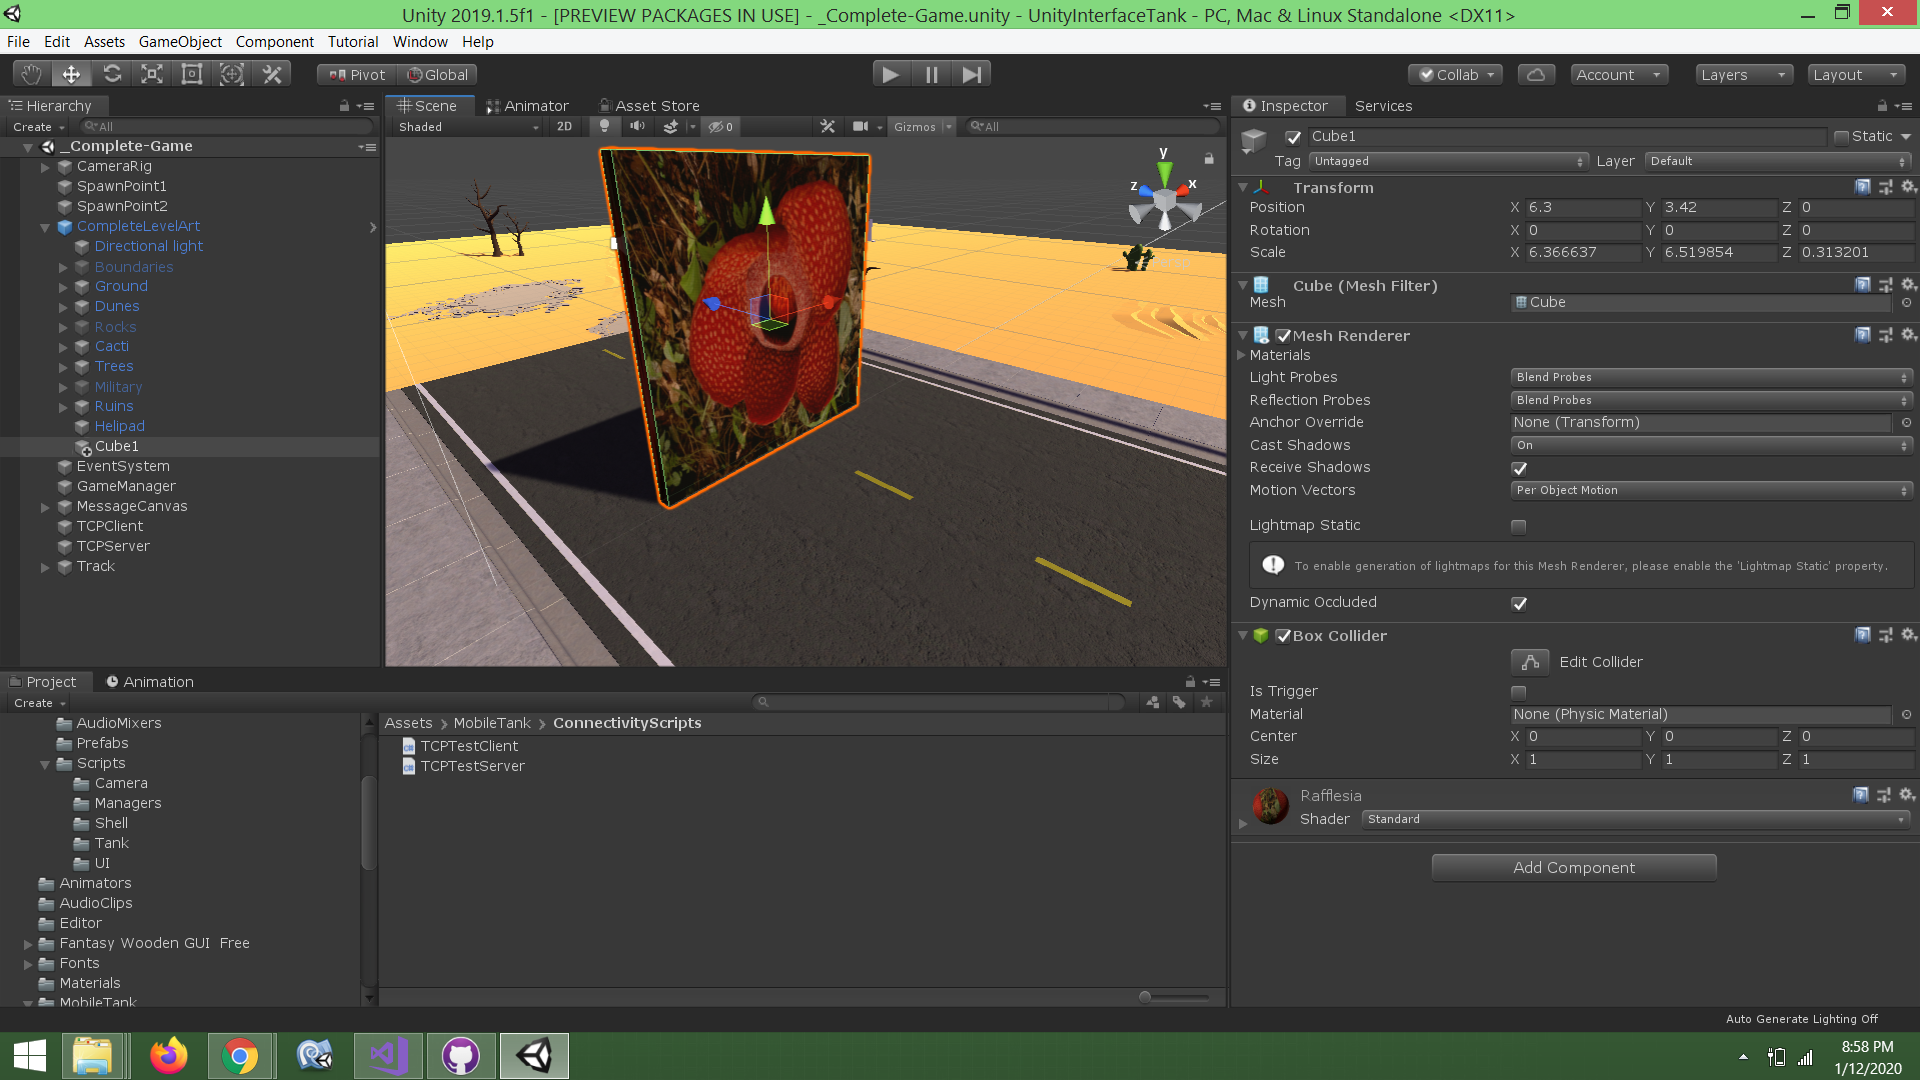 Unity 2019.1.5f1 - [PREVIEW PACKAGES IN USE] - _Complete-Game.unity - UnityInterfaceTank - PC, Mac & Linux Standalone <DX11>
File Edit Assets GameObject Component Tutorial Window Help
Pivot Global Collab Account Layers Layout
Hierarchy
Create All
_Complete-Game
CameraRig
SpawnPoint1
SpawnPoint2
CompleteLevelArt
Directional light
Boundaries
Ground
Dunes
Rocks
Cacti
Trees
Military
Ruins
Helipad
Cube1
EventSystem
GameManager
MessageCanvas
TCPClient
TCPServer
Track
Scene Animator Asset Store
Shaded 2D 0 Gizmos All
y
z x
Inspector Services
Cube1 Static
Tag Untagged Layer Default
Transform
Position X 6.3 Y 3.42 Z 0
Rotation X 0 Y 0 Z 0
Scale X 6.366637 Y 6.519854 Z 0.313201
Cube (Mesh Filter)
Mesh Cube
Mesh Renderer
Materials
Light Probes Blend Probes
Reflection Probes Blend Probes
Anchor Override None (Transform)
Cast Shadows On
Receive Shadows
Motion Vectors Per Object Motion
Lightmap Static
To enable generation of lightmaps for this Mesh Renderer, please enable the 'Lightmap Static' property.
Dynamic Occluded
Box Collider
Edit Collider
Is Trigger
Material None (Physic Material)
Center X 0 Y 0 Z 0
Size X 1 Y 1 Z 1
Rafflesia
Shader Standard
Add Component
Project Animation
Create
AudioMixers
Prefabs
Scripts
Camera
Managers
Shell
Tank
UI
Animators
AudioClips
Editor
Fantasy Wooden GUI Free
Fonts
Materials
MobileTank
Assets > MobileTank > ConnectivityScripts
TCPTestClient
TCPTestServer
Auto Generate Lighting Off
8:58 PM
1/12/2020